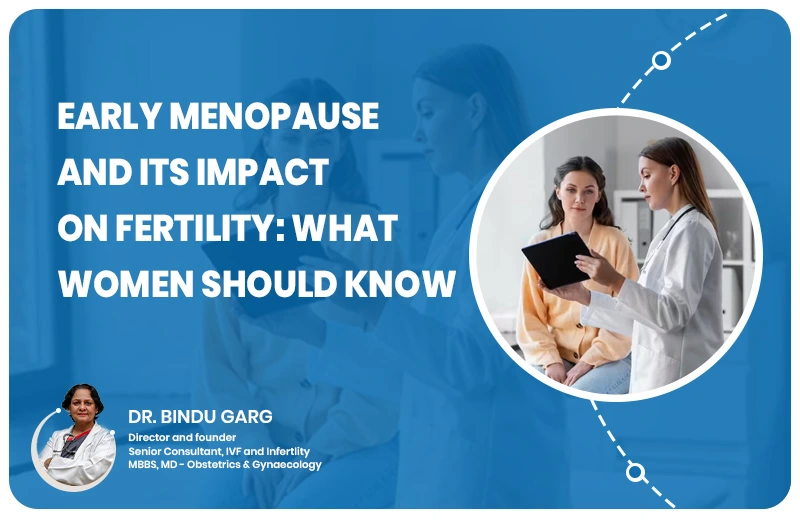 EARLY MENOPAUSE
AND ITS IMPACT
ON FERTILITY: WHAT
WOMEN SHOULD KNOW
DR. BINDU GARG
Director and founder
Senior Consultant, IVF and Infertlity
MBBS, MD - Obstetrics & Gynaecology